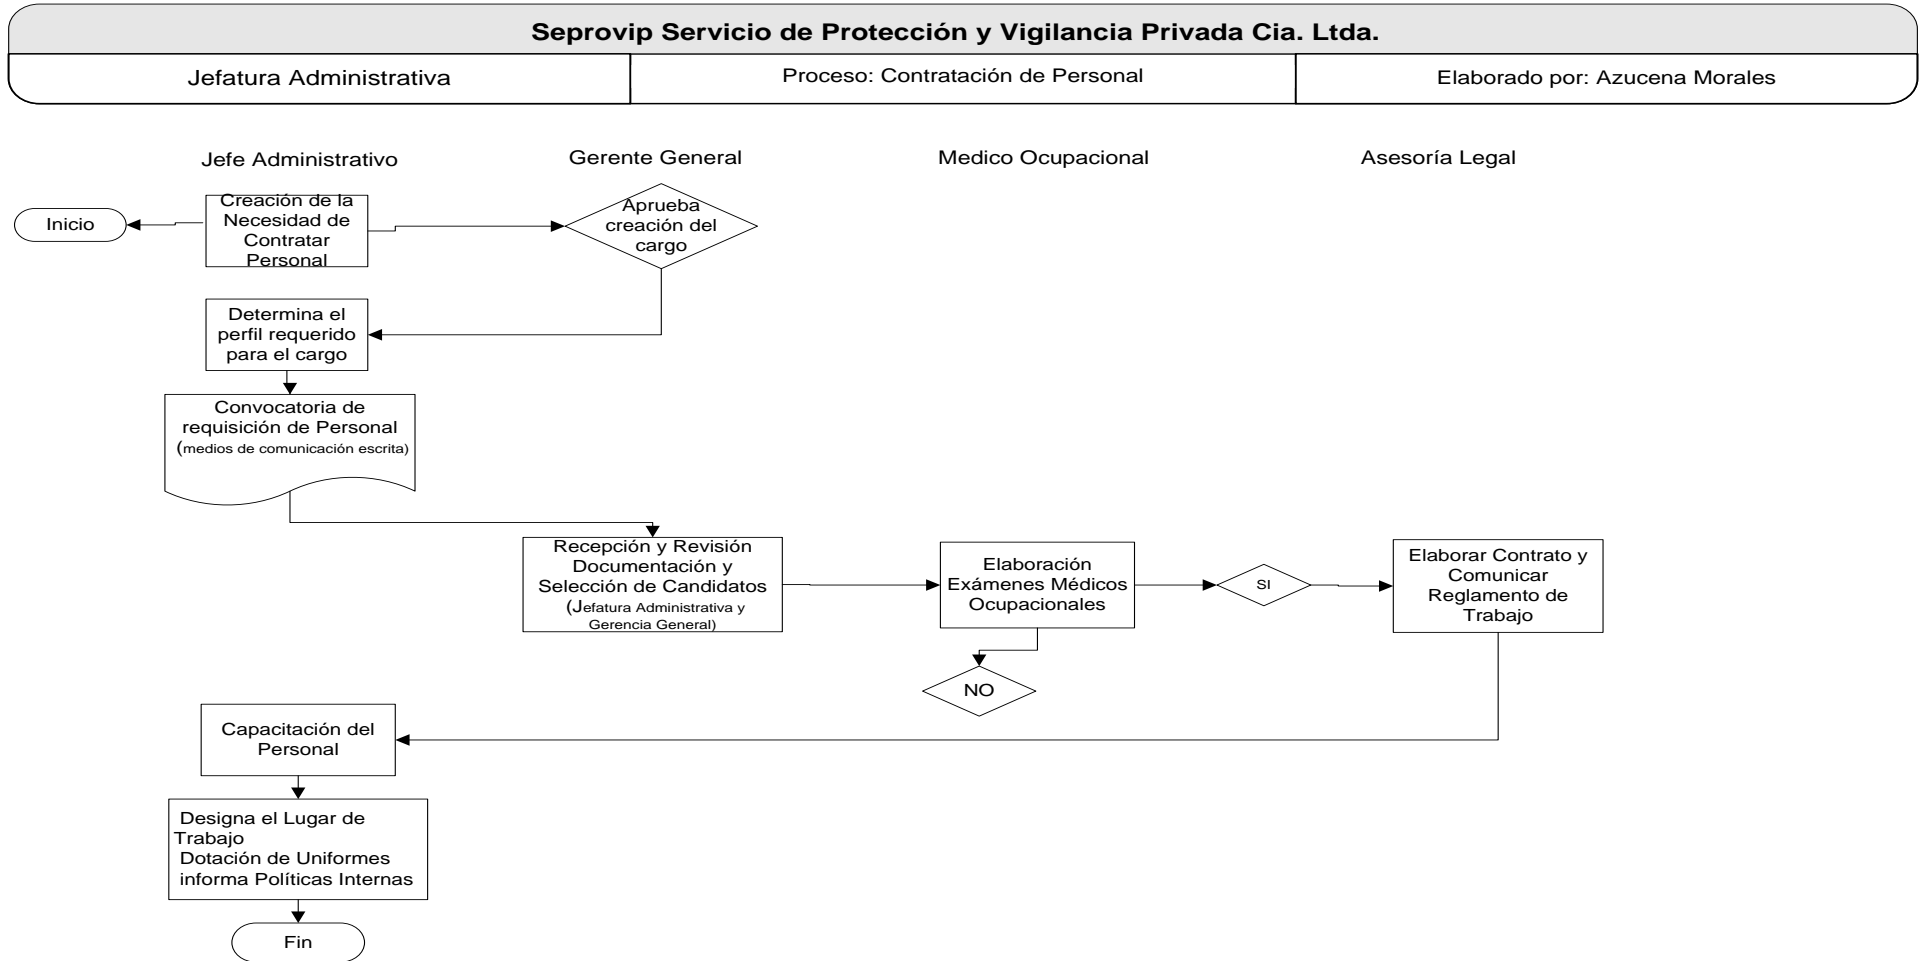 Seprovip Servicio de Protección y Vigilancia Privada Cia. Ltda.
Jefatura Administrativa
Proceso: Contratación de Personal
Elaborado por: Azucena Morales
Jefe Administrativo
Gerente General
Medico Ocupacional
Asesoría Legal
Inicio
Creación de la
Necesidad de
Contratar
Personal
Aprueba
creación del
cargo
Determina el
perfil requerido
para el cargo
Convocatoria de
requisición de Personal
(medios de comunicación escrita)
Recepción y Revisión
Documentación y
Selección de Candidatos
(Jefatura Administrativa y
Gerencia General)
Elaboración
Exámenes Médicos
Ocupacionales
SI
Elaborar Contrato y
Comunicar
Reglamento de
Trabajo
NO
Capacitación del
Personal
Designa el Lugar de
Trabajo
Dotación de Uniformes
informa Políticas Internas
Fin